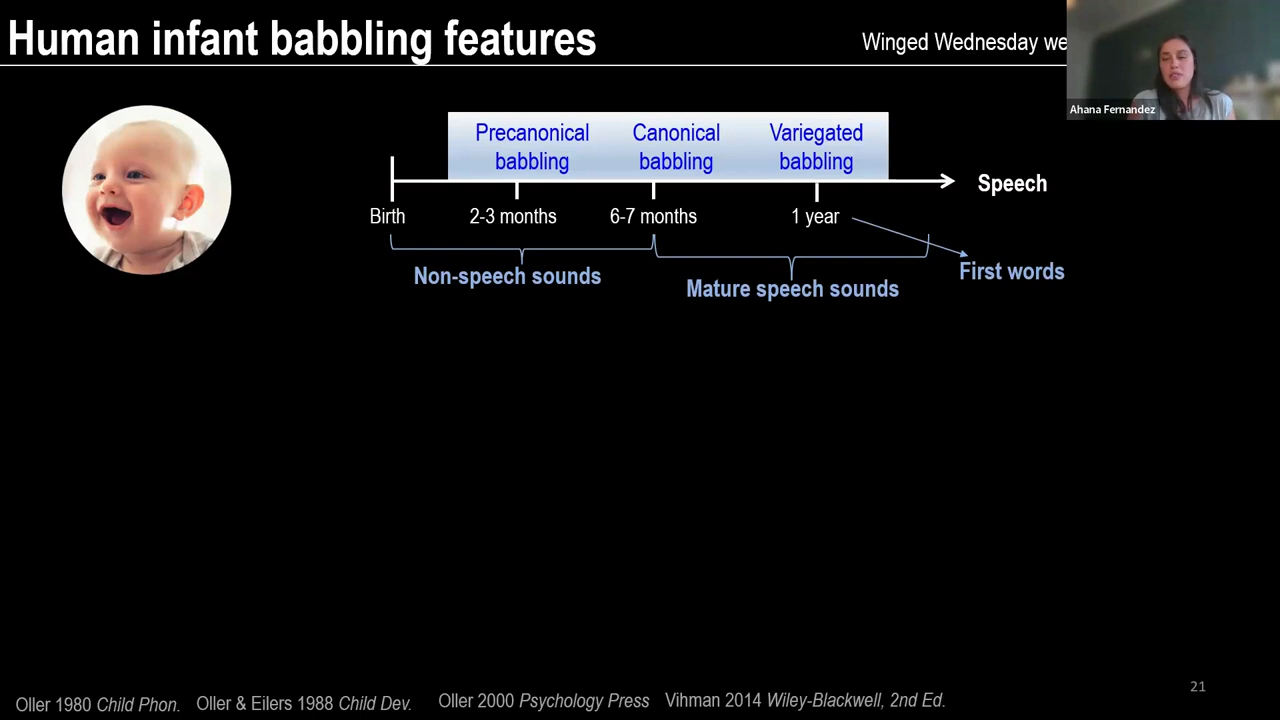 Human infant babbling features
Winged Wednesday we
Ahana Fernandez
Precanonical babbling
Canonical babbling
Variegated babbling
Speech
Birth
2-3 months
6-7 months
1 year
Non-speech sounds
Mature speech sounds
First words
21
Oller 1980 Child Phon.
Oller & Eilers 1988 Child Dev.
Oller 2000 Psychology Press
Vihman 2014 Wiley-Blackwell, 2nd Ed.